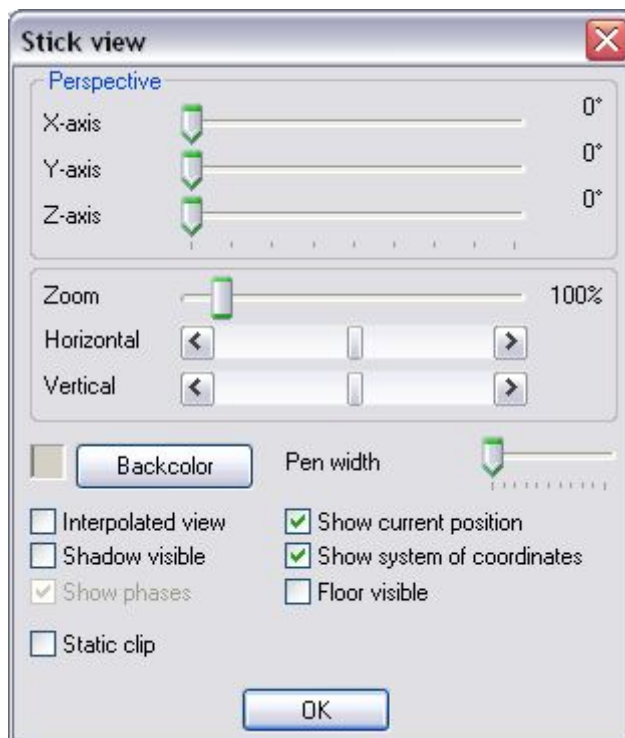 Stick view
Perspective
X-axis 0°
Y-axis 0°
Z-axis 0°
Zoom 100%
Horizontal
Vertical
Backcolor Pen width
Interpolated view Show current position
Shadow visible Show system of coordinates
Show phases Floor visible
Static clip
OK